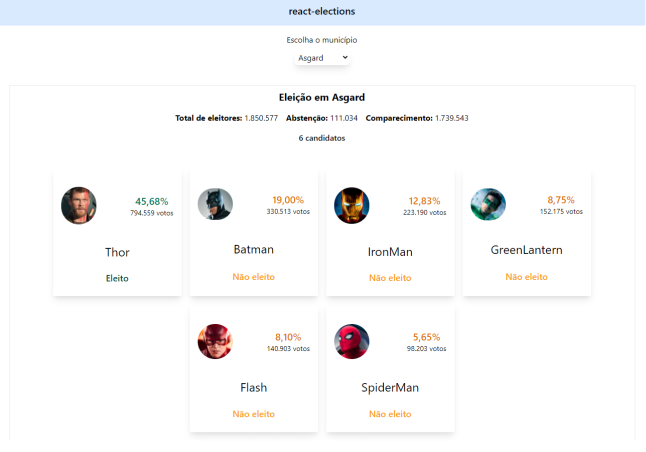 react-elections
Escolha o município
Asgard
Eleição em Asgard
Total de eleitores: 1.850.577 Abstenção: 111.034 Comparecimento: 1.739.543
6 candidatos
45,68%
794.559 votos
Thor
Eleito
19,00%
330.513 votos
Batman
Não eleito
12,83%
223.190 votos
IronMan
Não eleito
8,75%
152.175 votos
GreenLantern
Não eleito
8,10%
140.903 votos
Flash
Não eleito
5,65%
98.203 votos
SpiderMan
Não eleito